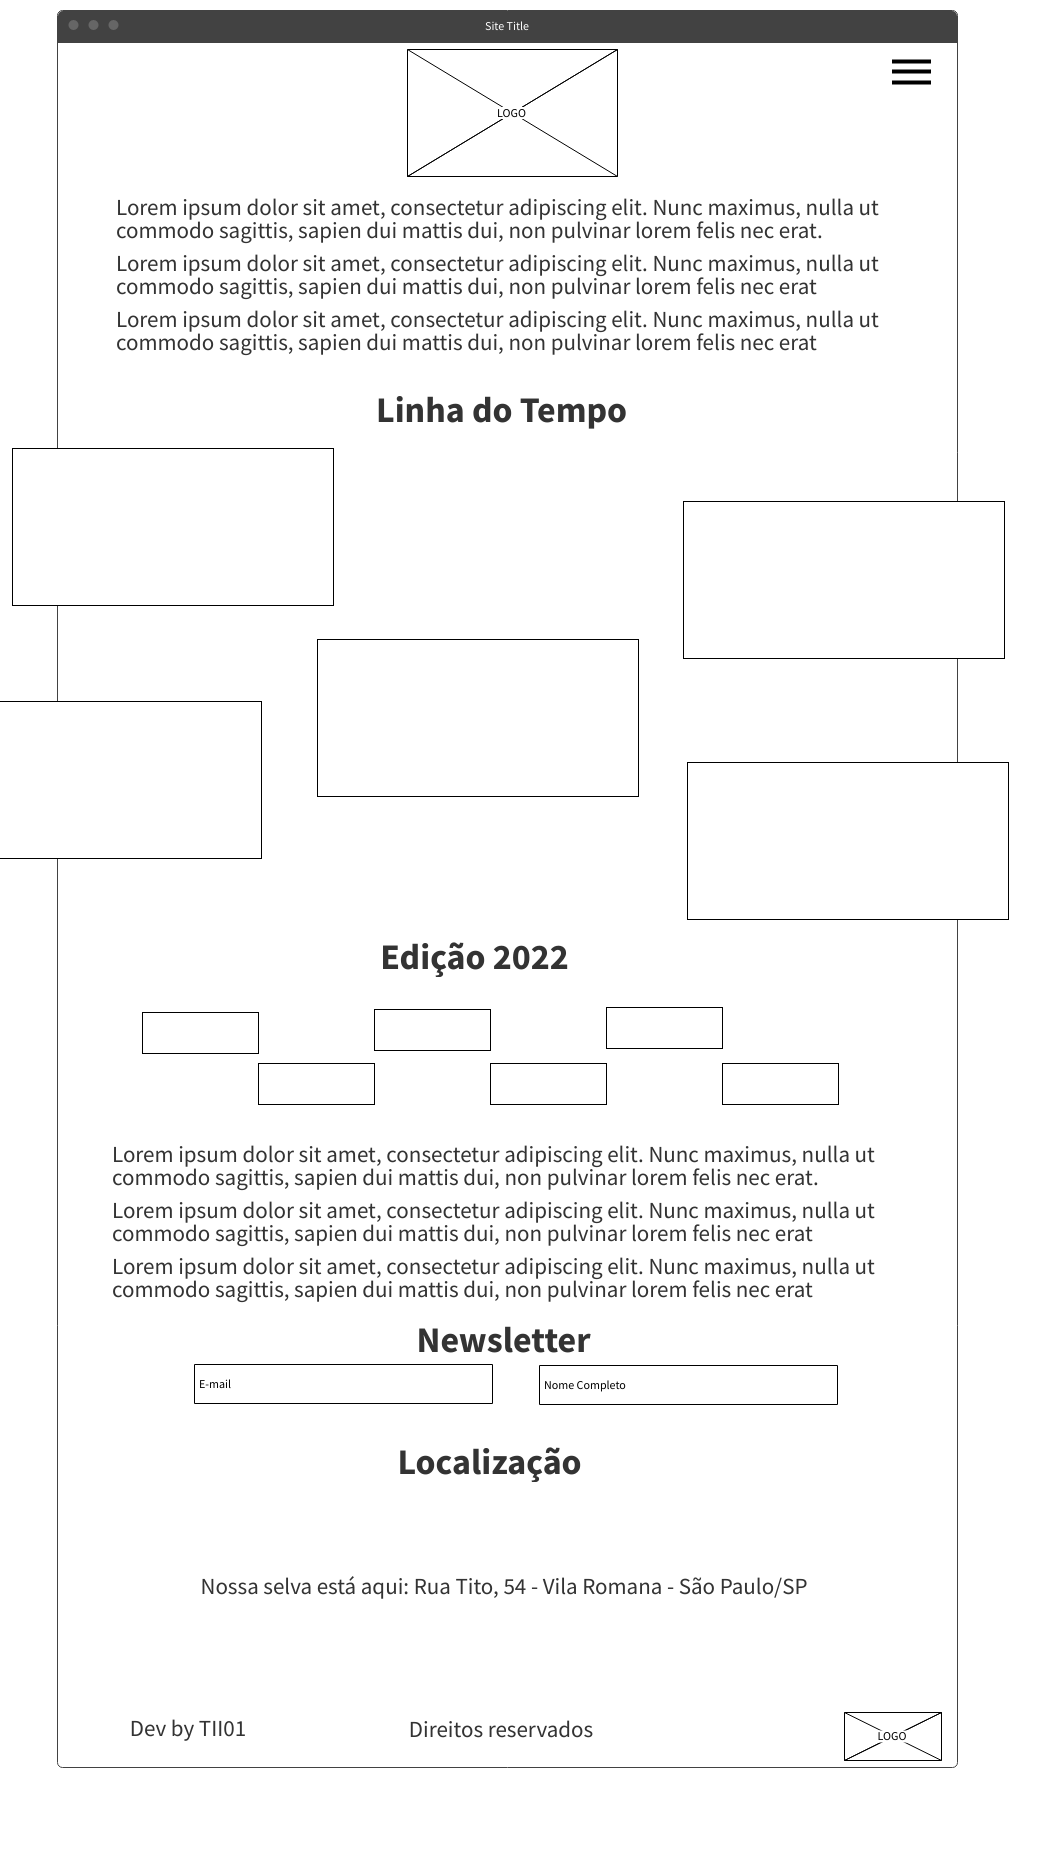 Site Title
LOGO
Lorem ipsum dolor sit amet, consectetur adipiscing elit. Nunc maximus, nulla ut
commodo sagittis, sapien dui mattis dui, non pulvinar lorem felis nec erat.
Lorem ipsum dolor sit amet, consectetur adipiscing elit. Nunc maximus, nulla ut
commodo sagittis, sapien dui mattis dui, non pulvinar lorem felis nec erat
Lorem ipsum dolor sit amet, consectetur adipiscing elit. Nunc maximus, nulla ut
commodo sagittis, sapien dui mattis dui, non pulvinar lorem felis nec erat
Linha do Tempo
Edição 2022
Lorem ipsum dolor sit amet, consectetur adipiscing elit. Nunc maximus, nulla ut
commodo sagittis, sapien dui mattis dui, non pulvinar lorem felis nec erat.
Lorem ipsum dolor sit amet, consectetur adipiscing elit. Nunc maximus, nulla ut
commodo sagittis, sapien dui mattis dui, non pulvinar lorem felis nec erat
Lorem ipsum dolor sit amet, consectetur adipiscing elit. Nunc maximus, nulla ut
commodo sagittis, sapien dui mattis dui, non pulvinar lorem felis nec erat
Newsletter
E-mail
Nome Completo
Localização
Nossa selva está aqui: Rua Tito, 54 - Vila Romana - São Paulo/SP
Dev by TII01
Direitos reservados
LOGO